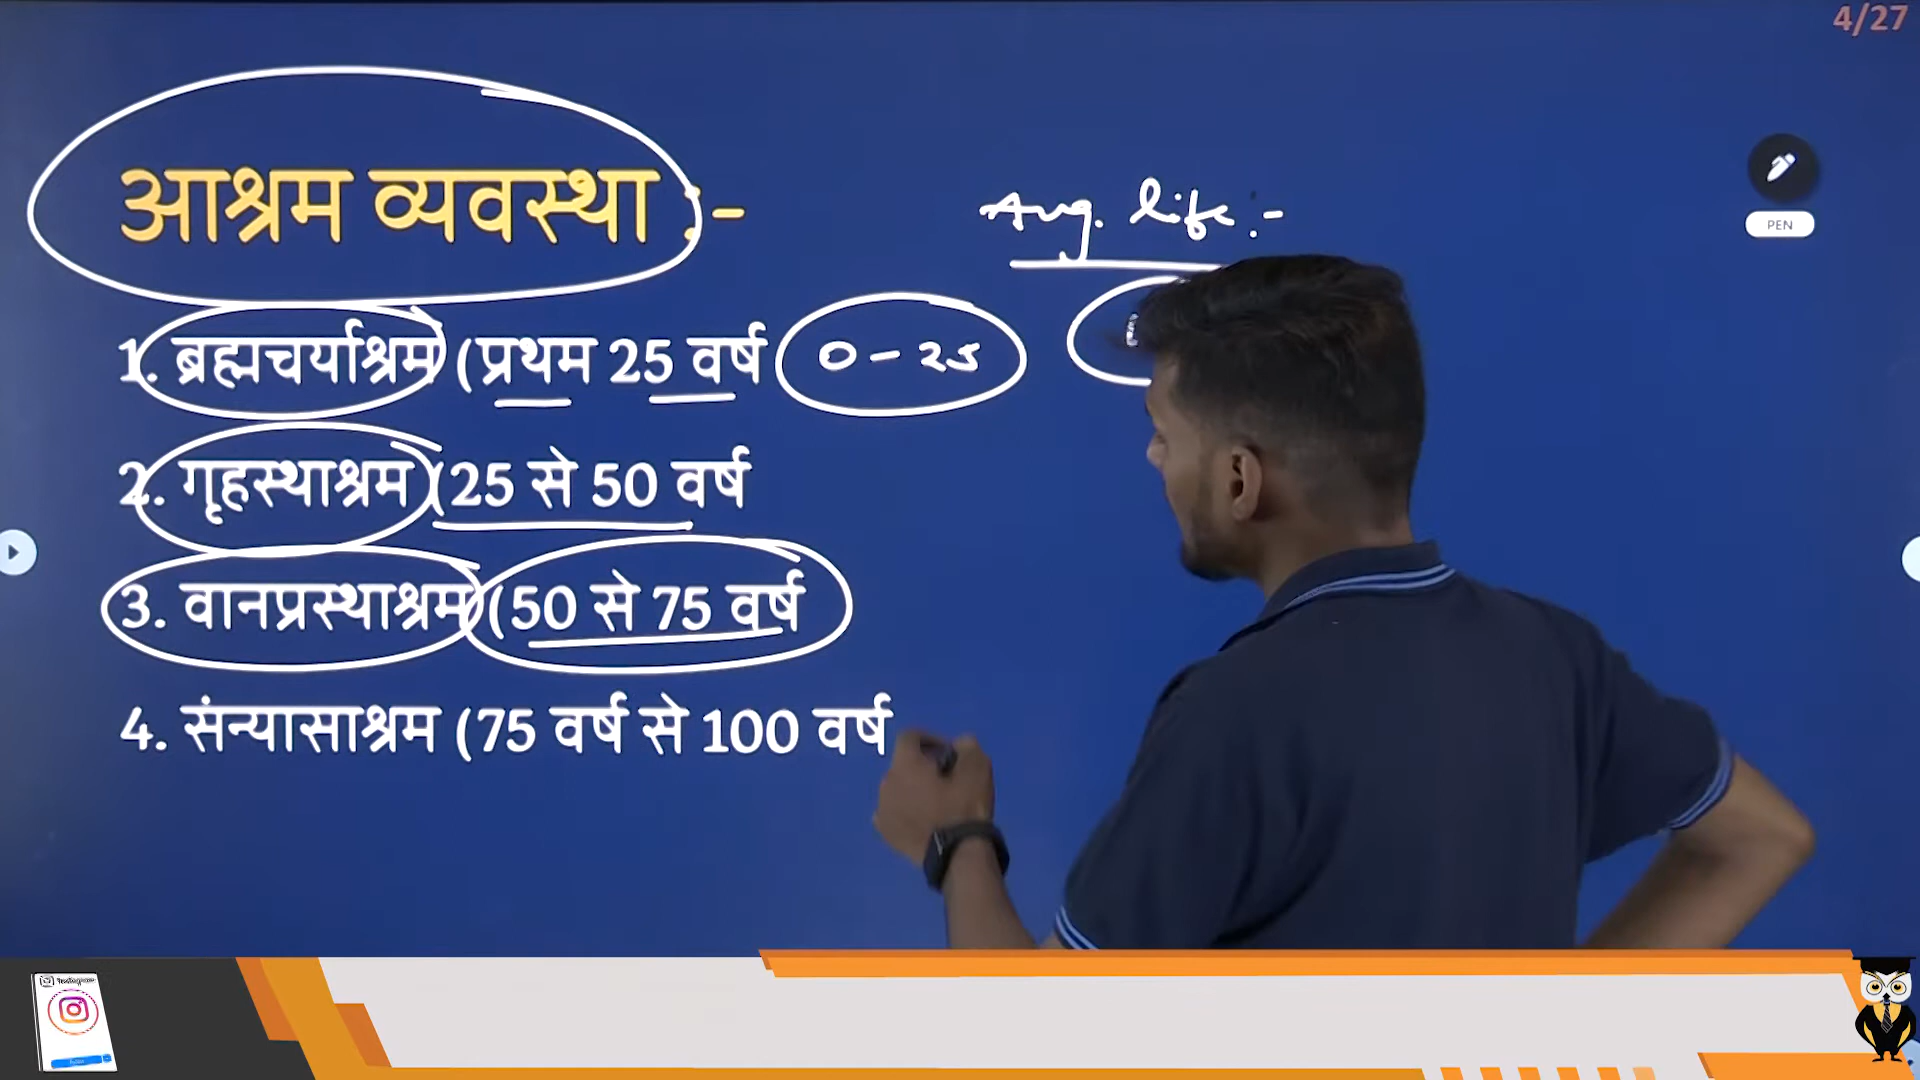 4/27
आश्रम व्यवस्था :-
Avg. life :-
PEN
1. ब्रह्मचर्याश्रम (प्रथम 25 वर्ष 0 - 25
2. गृहस्थाश्रम (25 से 50 वर्ष
3. वानप्रस्थाश्रम (50 से 75 वर्ष
4. संन्यासाश्रम (75 वर्ष से 100 वर्ष
Instagram